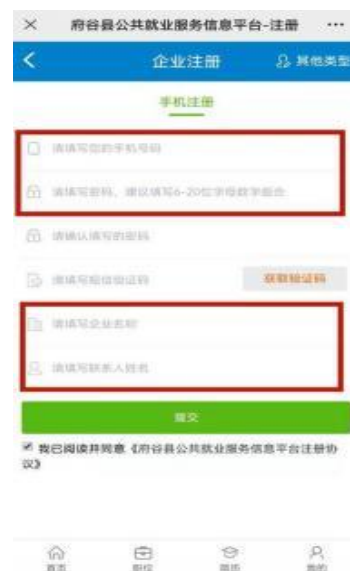 府谷县公共就业服务信息平台-注册
企业注册
其他类型
手机注册
请填写您的手机号码
请填写密码，建议填写6-20位字母数字组合
请确认填写的密码
请填写短信验证码
获取验证码
请填写企业名称
请填写联系人姓名
提交
我已阅读并同意《府谷县公共就业服务信息平台注册协
议》
首页
职位
简历
我的